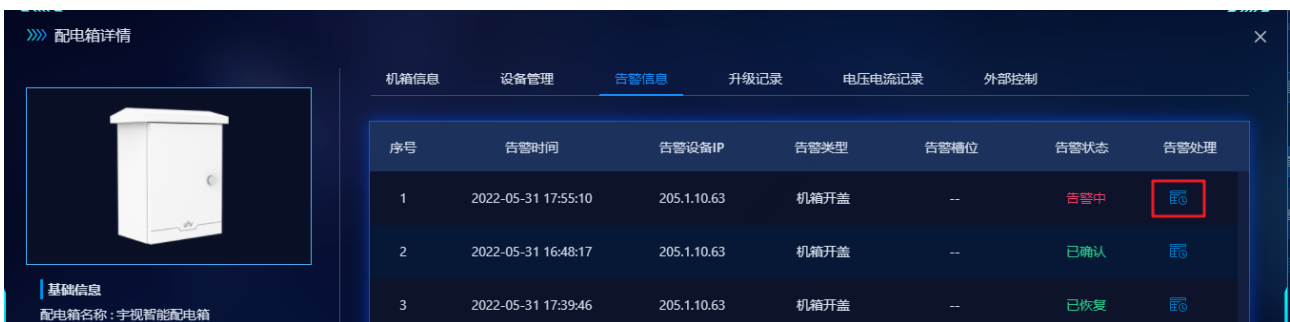 配电箱详情
机箱信息 设备管理 告警信息 升级记录 电压电流记录 外部控制
序号 告警时间 告警设备IP 告警类型 告警槽位 告警状态 告警处理
1 2022-05-31 17:55:10 205.1.10.63 机箱开盖 -- 告警中
2 2022-05-31 16:48:17 205.1.10.63 机箱开盖 -- 已确认
3 2022-05-31 17:39:46 205.1.10.63 机箱开盖 -- 已恢复
基础信息
配电箱名称 : 宇视智能配电箱